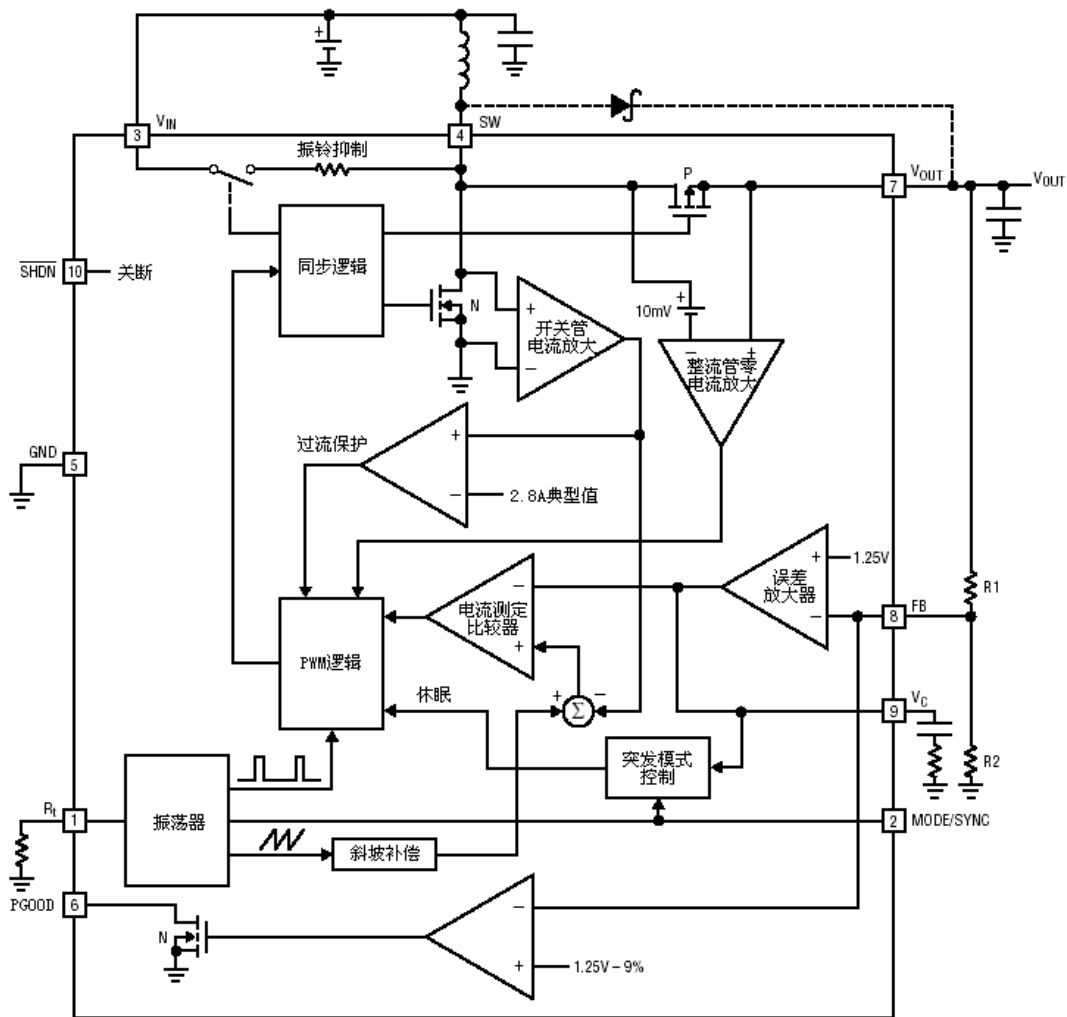 +
3
VIN
4
SW
振铃抑制
P
7
VOUT
VOUT
SHDN
10
关断
同步逻辑
N
+
−
开关管
电流放大
10mV
+
−
+
整流管零
电流放大
GND
5
过流保护
+
−
2.8A典型值
+
1.25V
误差
放大器
−
8
FB
R1
−
电流测定
比较器
+
PWM逻辑
休眠
+
−
Σ
9
VC
突发模式
控制
R2
Rt
1
振荡器
2
MODE/SYNC
斜坡补偿
PGOOD
6
N
−
+
1.25V − 9%